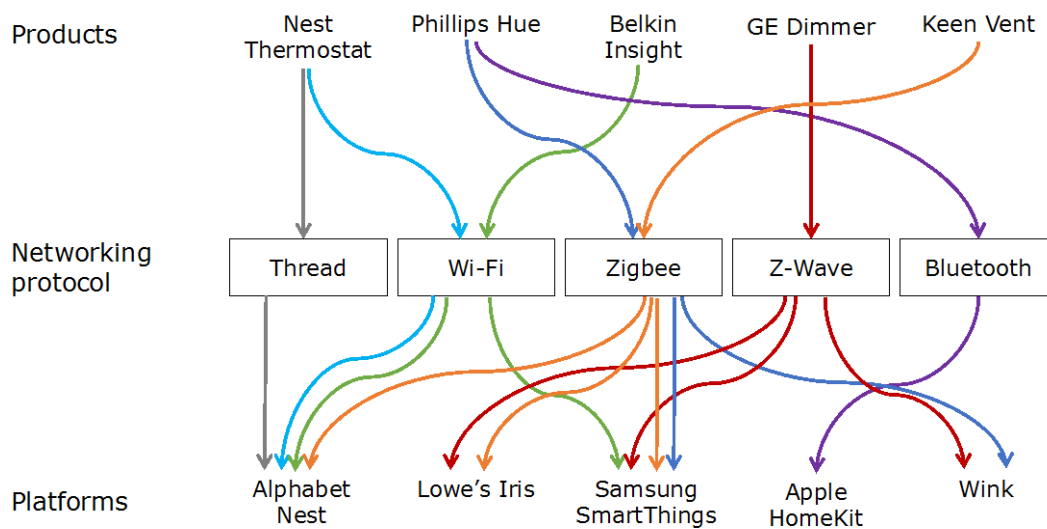 Products
Nest
Thermostat
Phillips Hue
Belkin
Insight
GE Dimmer
Keen Vent
Networking
protocol
Thread
Wi-Fi
Zigbee
Z-Wave
Bluetooth
Platforms
Alphabet
Nest
Lowe's Iris
Samsung
SmartThings
Apple
HomeKit
Wink